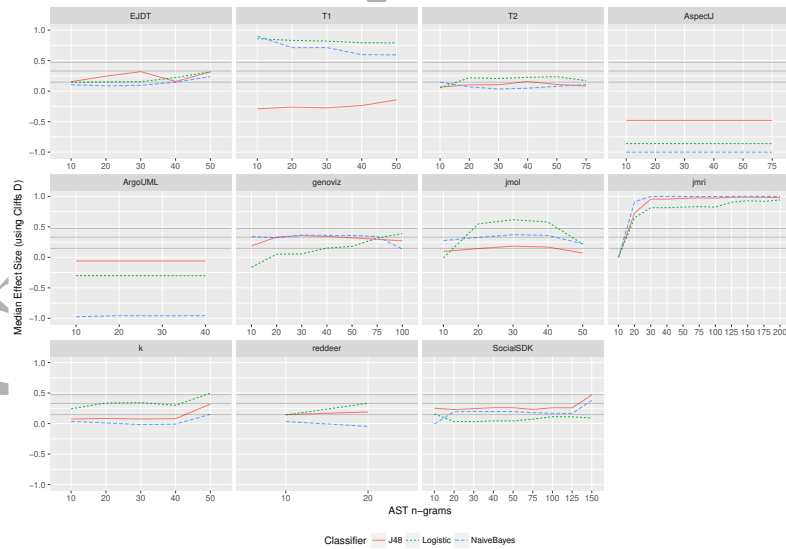 EJDT T1 T2 AspectJ
1.0
0.5
0.0
−0.5
−1.0
10 20 30 40 50 10 20 30 40 50 10 20 30 40 50 75 10 20 30 40 50 75
ArgoUML genoviz jmol jmri
1.0
0.5
0.0
−0.5
−1.0
10 20 30 40 10 20 30 40 50 75 100 10 20 30 40 50 10 20 30 40 50 75 100 125 150 175 200
k reddeer SocialSDK
1.0
0.5
0.0
−0.5
−1.0
10 20 30 40 50 10 20 10 20 30 40 50 75 100 125 150
Median Effect Size (using Cliffs D)
AST n-grams
Classifier J48 Logistic NaiveBayes